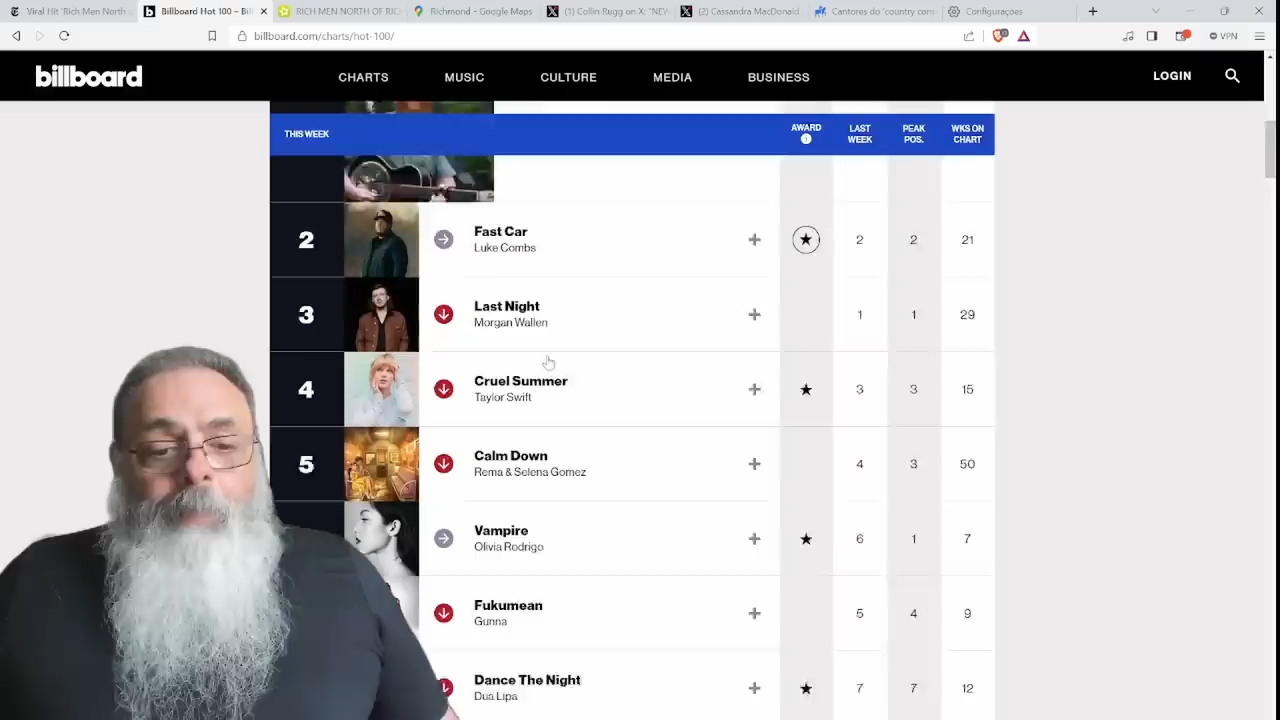 Viral Hit 'Rich Men North
Billboard Hot 100 – Bill
RICH MEN NORTH OF RIC
Richmond - Google Maps
(1) Collin Rugg on X: "NEV
(2) Cassandra MacDonald
Cantores do 'country cons
Configurações
billboard.com/charts/hot-100/
VPN
billboard
CHARTS
MUSIC
CULTURE
MEDIA
BUSINESS
LOGIN
THIS WEEK
AWARD
LAST WEEK
PEAK POS.
WKS ON CHART
2
Fast Car
Luke Combs
2
2
21
3
Last Night
Morgan Wallen
1
1
29
4
Cruel Summer
Taylor Swift
3
3
15
5
Calm Down
Rema & Selena Gomez
4
3
50
Vampire
Olivia Rodrigo
6
1
7
Fukumean
Gunna
5
4
9
Dance The Night
Dua Lipa
7
7
12